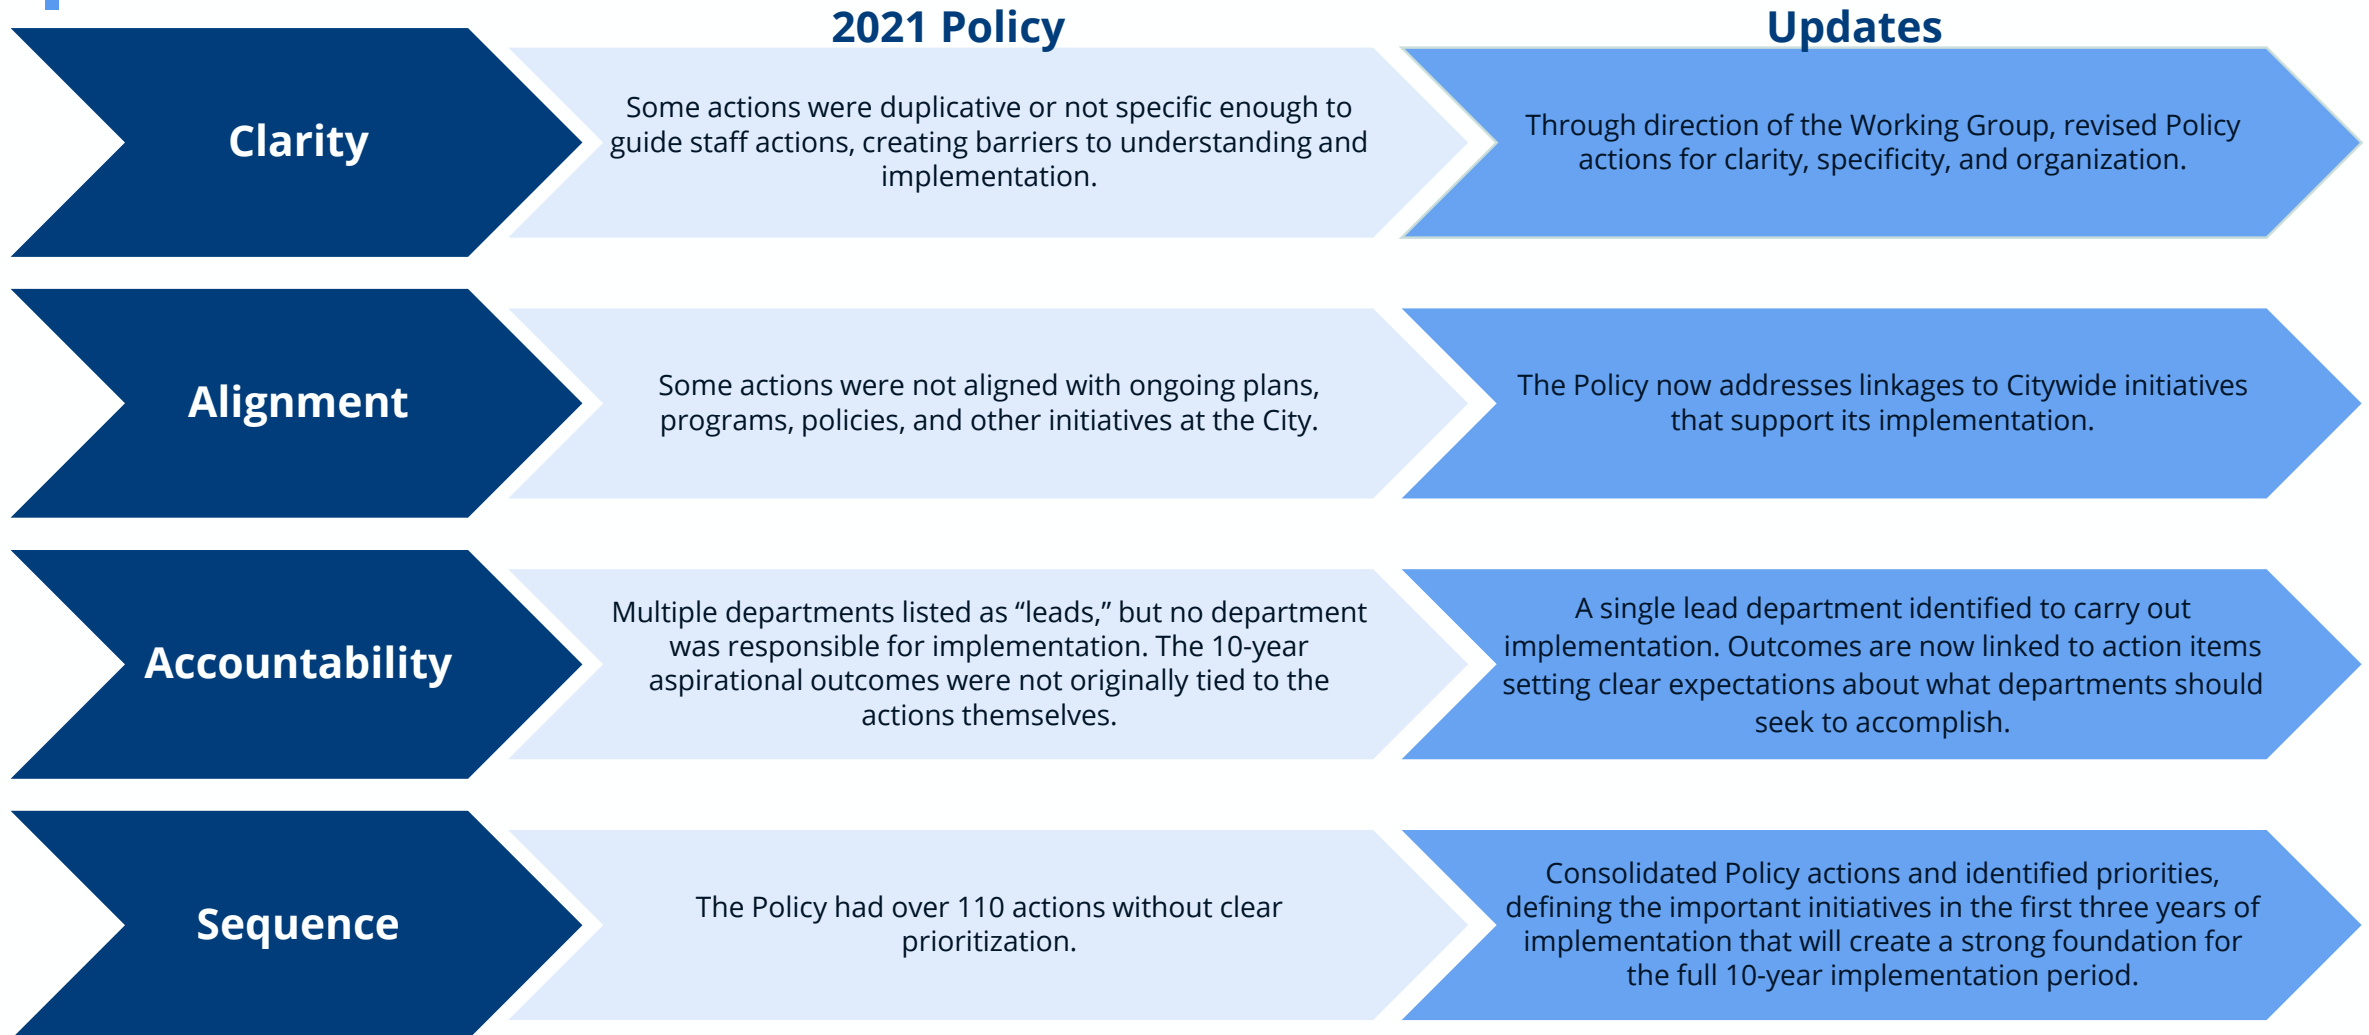 2021 Policy
Updates
Clarity
Some actions were duplicative or not specific enough to
guide staff actions, creating barriers to understanding and
implementation.
Through direction of the Working Group, revised Policy
actions for clarity, specificity, and organization.
Alignment
Some actions were not aligned with ongoing plans,
programs, policies, and other initiatives at the City.
The Policy now addresses linkages to Citywide initiatives
that support its implementation.
Accountability
Multiple departments listed as “leads,” but no department
was responsible for implementation. The 10-year
aspirational outcomes were not originally tied to the
actions themselves.
A single lead department identified to carry out
implementation. Outcomes are now linked to action items
setting clear expectations about what departments should
seek to accomplish.
Sequence
The Policy had over 110 actions without clear
prioritization.
Consolidated Policy actions and identified priorities,
defining the important initiatives in the first three years of
implementation that will create a strong foundation for
the full 10-year implementation period.